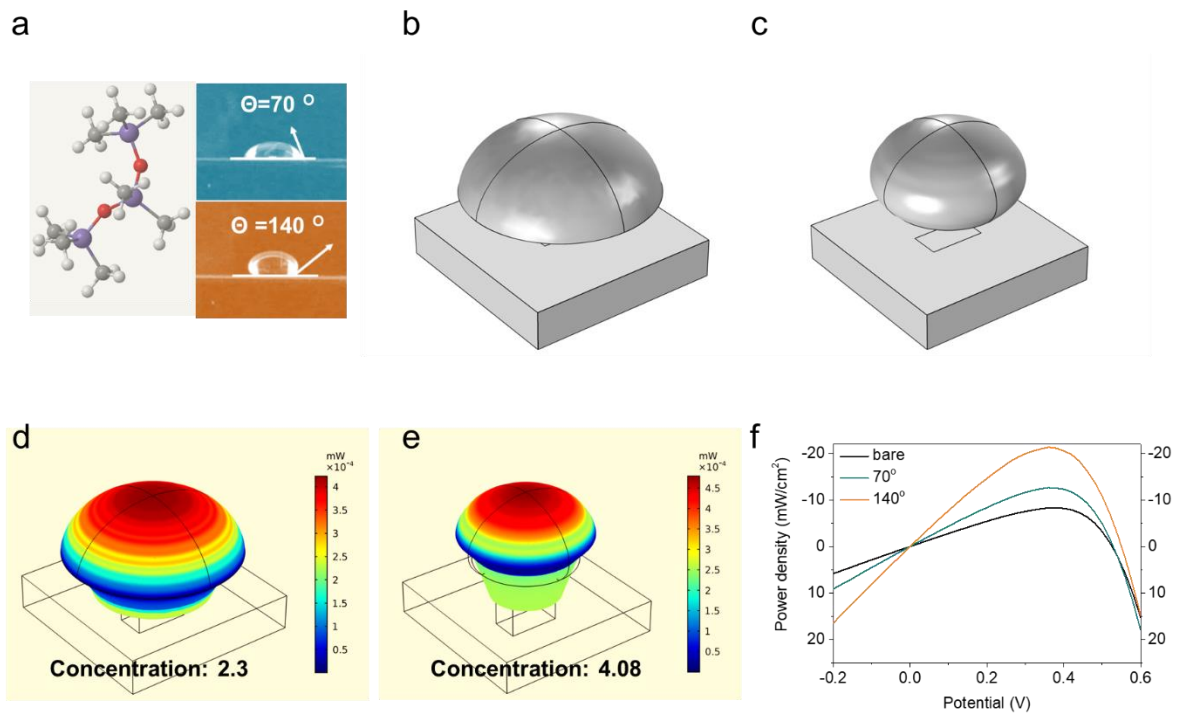 a
b
c
Θ=70 O
Θ =140 O
d
e
f
mW
×10⁻⁴
4
3.5
3
2.5
2
1.5
1
0.5
Concentration: 2.3
mW
×10⁻⁴
4.5
4
3.5
3
2.5
2
1.5
1
0.5
Concentration: 4.08
bare
70°
140°
Power density (mW/cm²)
-20
-10
0
10
20
-20
-10
0
10
20
-0.2
0.0
0.2
0.4
0.6
Potential (V)